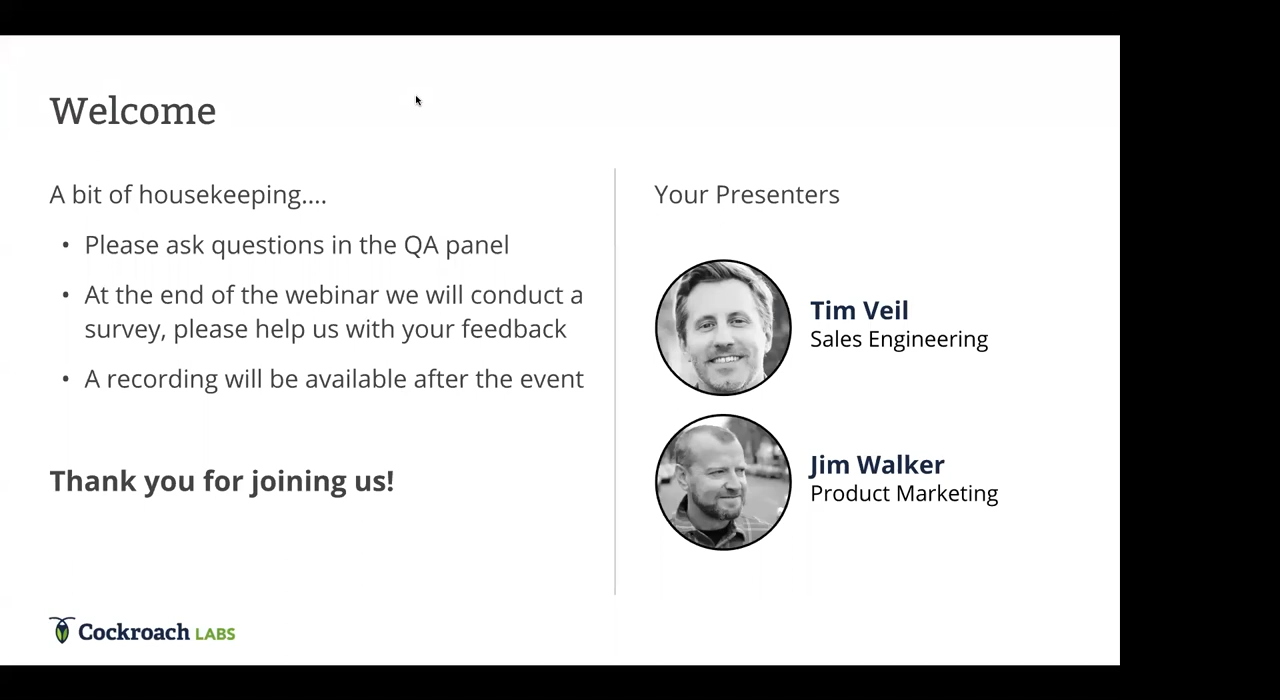 Welcome
A bit of housekeeping....
• Please ask questions in the QA panel
• At the end of the webinar we will conduct a
survey, please help us with your feedback
• A recording will be available after the event
Thank you for joining us!
Your Presenters
Tim Veil
Sales Engineering
Jim Walker
Product Marketing
Cockroach LABS